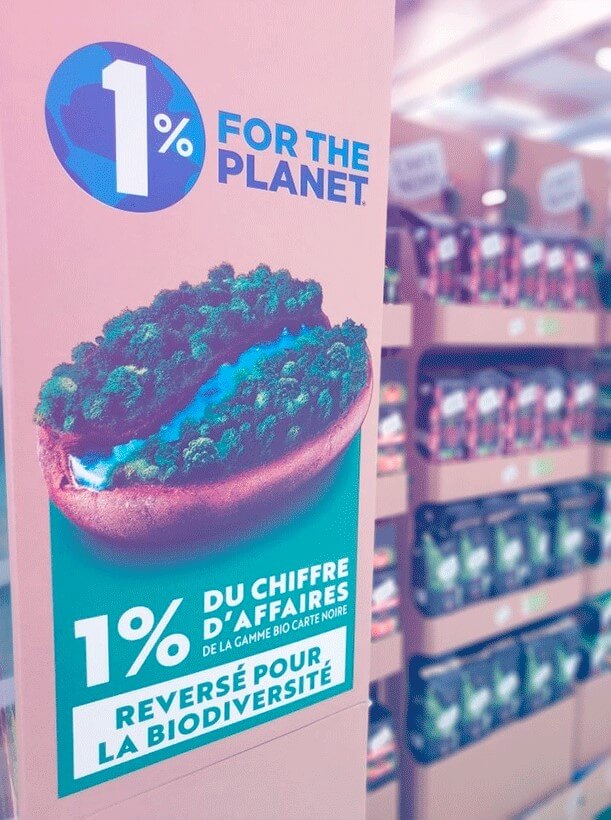 1%
FOR THE
PLANET®
1%
DU CHIFFRE
D'AFFAIRES
DE LA GAMME BIO CARTE NOIRE
REVERSÉ POUR
LA BIODIVERSITÉ